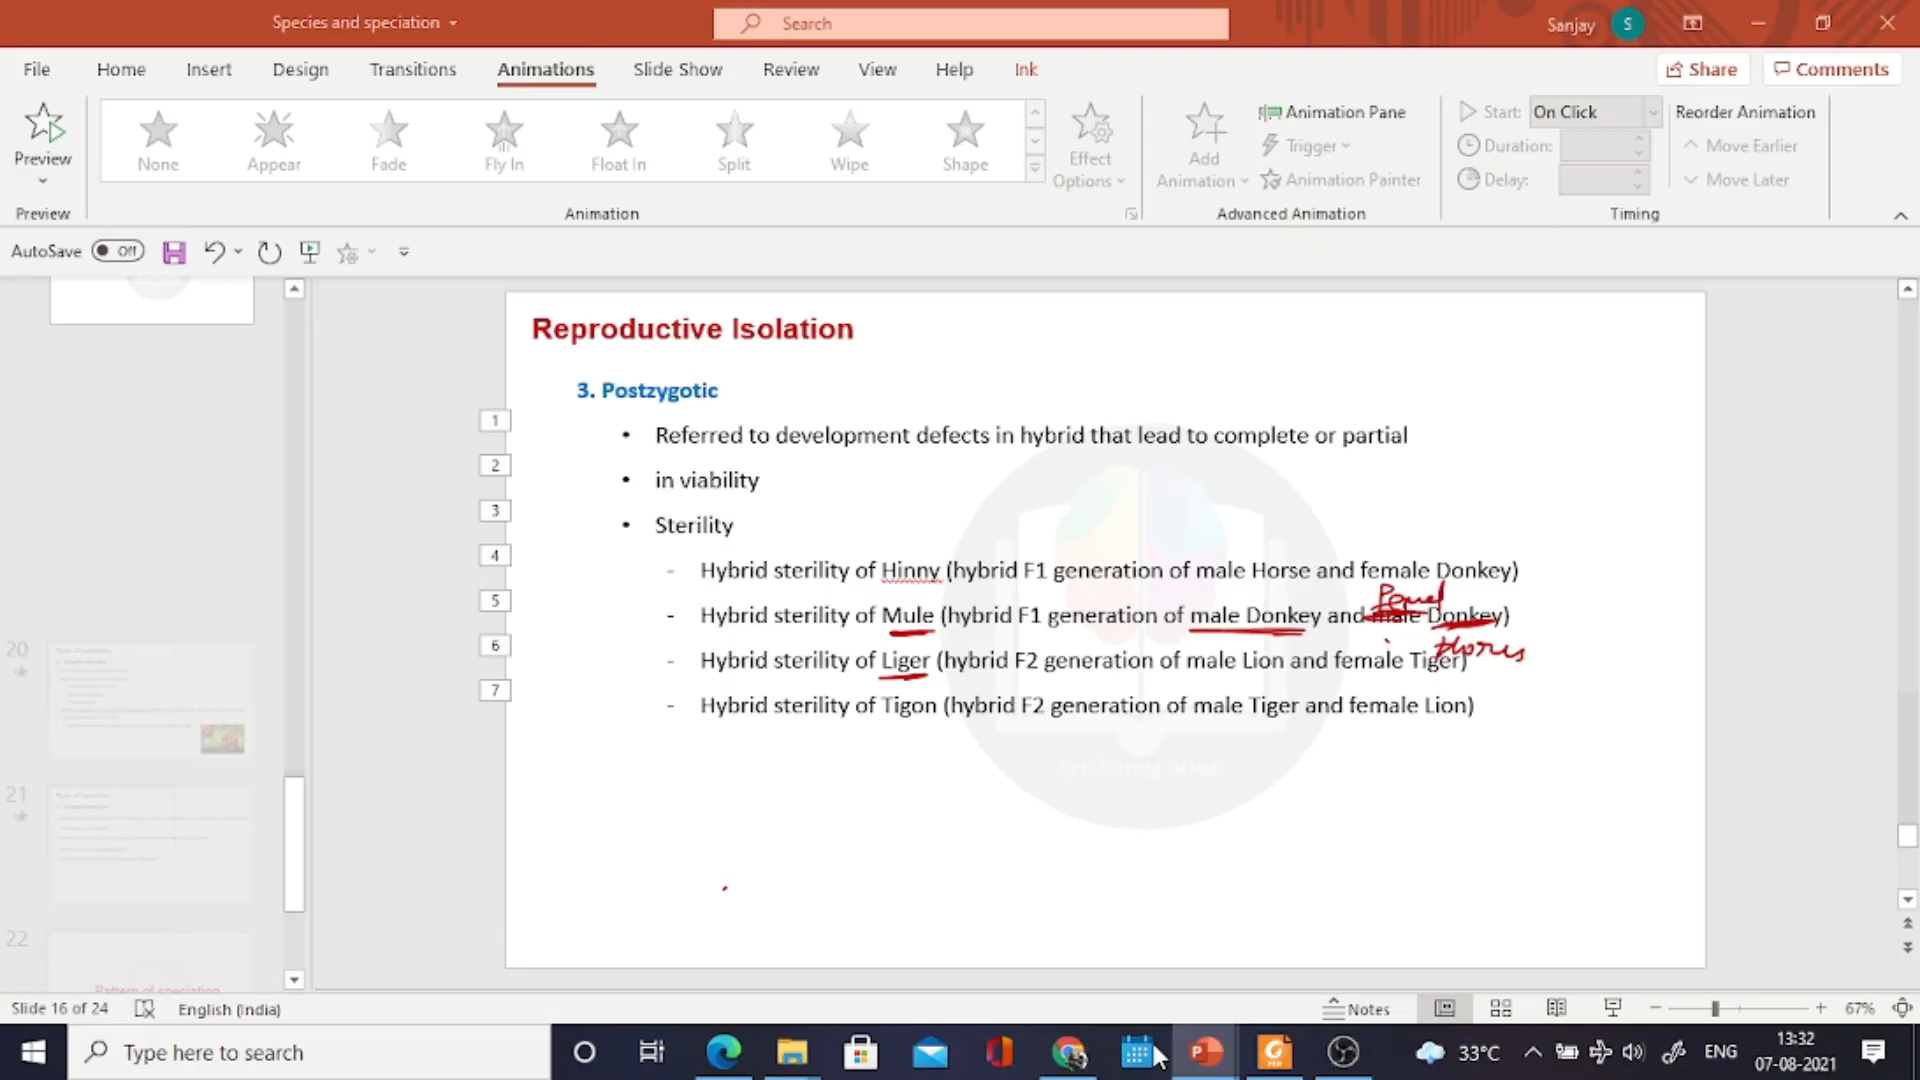 Species and speciation
Search
Sanjay
S
File Home Insert Design Transitions Animations Slide Show Review View Help Ink
Share Comments
Preview
None Appear Fade Fly In Float In Split Wipe Shape
Effect Options
Add Animation
Animation Pane
Trigger
Animation Painter
Start: On Click
Duration:
Delay:
Reorder Animation
Move Earlier
Move Later
Preview Animation Advanced Animation Timing
AutoSave Off
Reproductive Isolation
3. Postzygotic
1
• Referred to development defects in hybrid that lead to complete or partial
2
• in viability
3
• Sterility
4
- Hybrid sterility of Hinny (hybrid F1 generation of male Horse and female Donkey)
5
- Hybrid sterility of Mule (hybrid F1 generation of male Donkey and male Donkey)
6
- Hybrid sterility of Liger (hybrid F2 generation of male Lion and female Tiger)
7
- Hybrid sterility of Tigon (hybrid F2 generation of male Tiger and female Lion)
20
21
22
Pattern of speciation
Slide 16 of 24 English (India)
Notes
67%
Type here to search
33°C
ENG
13:32
07-08-2021